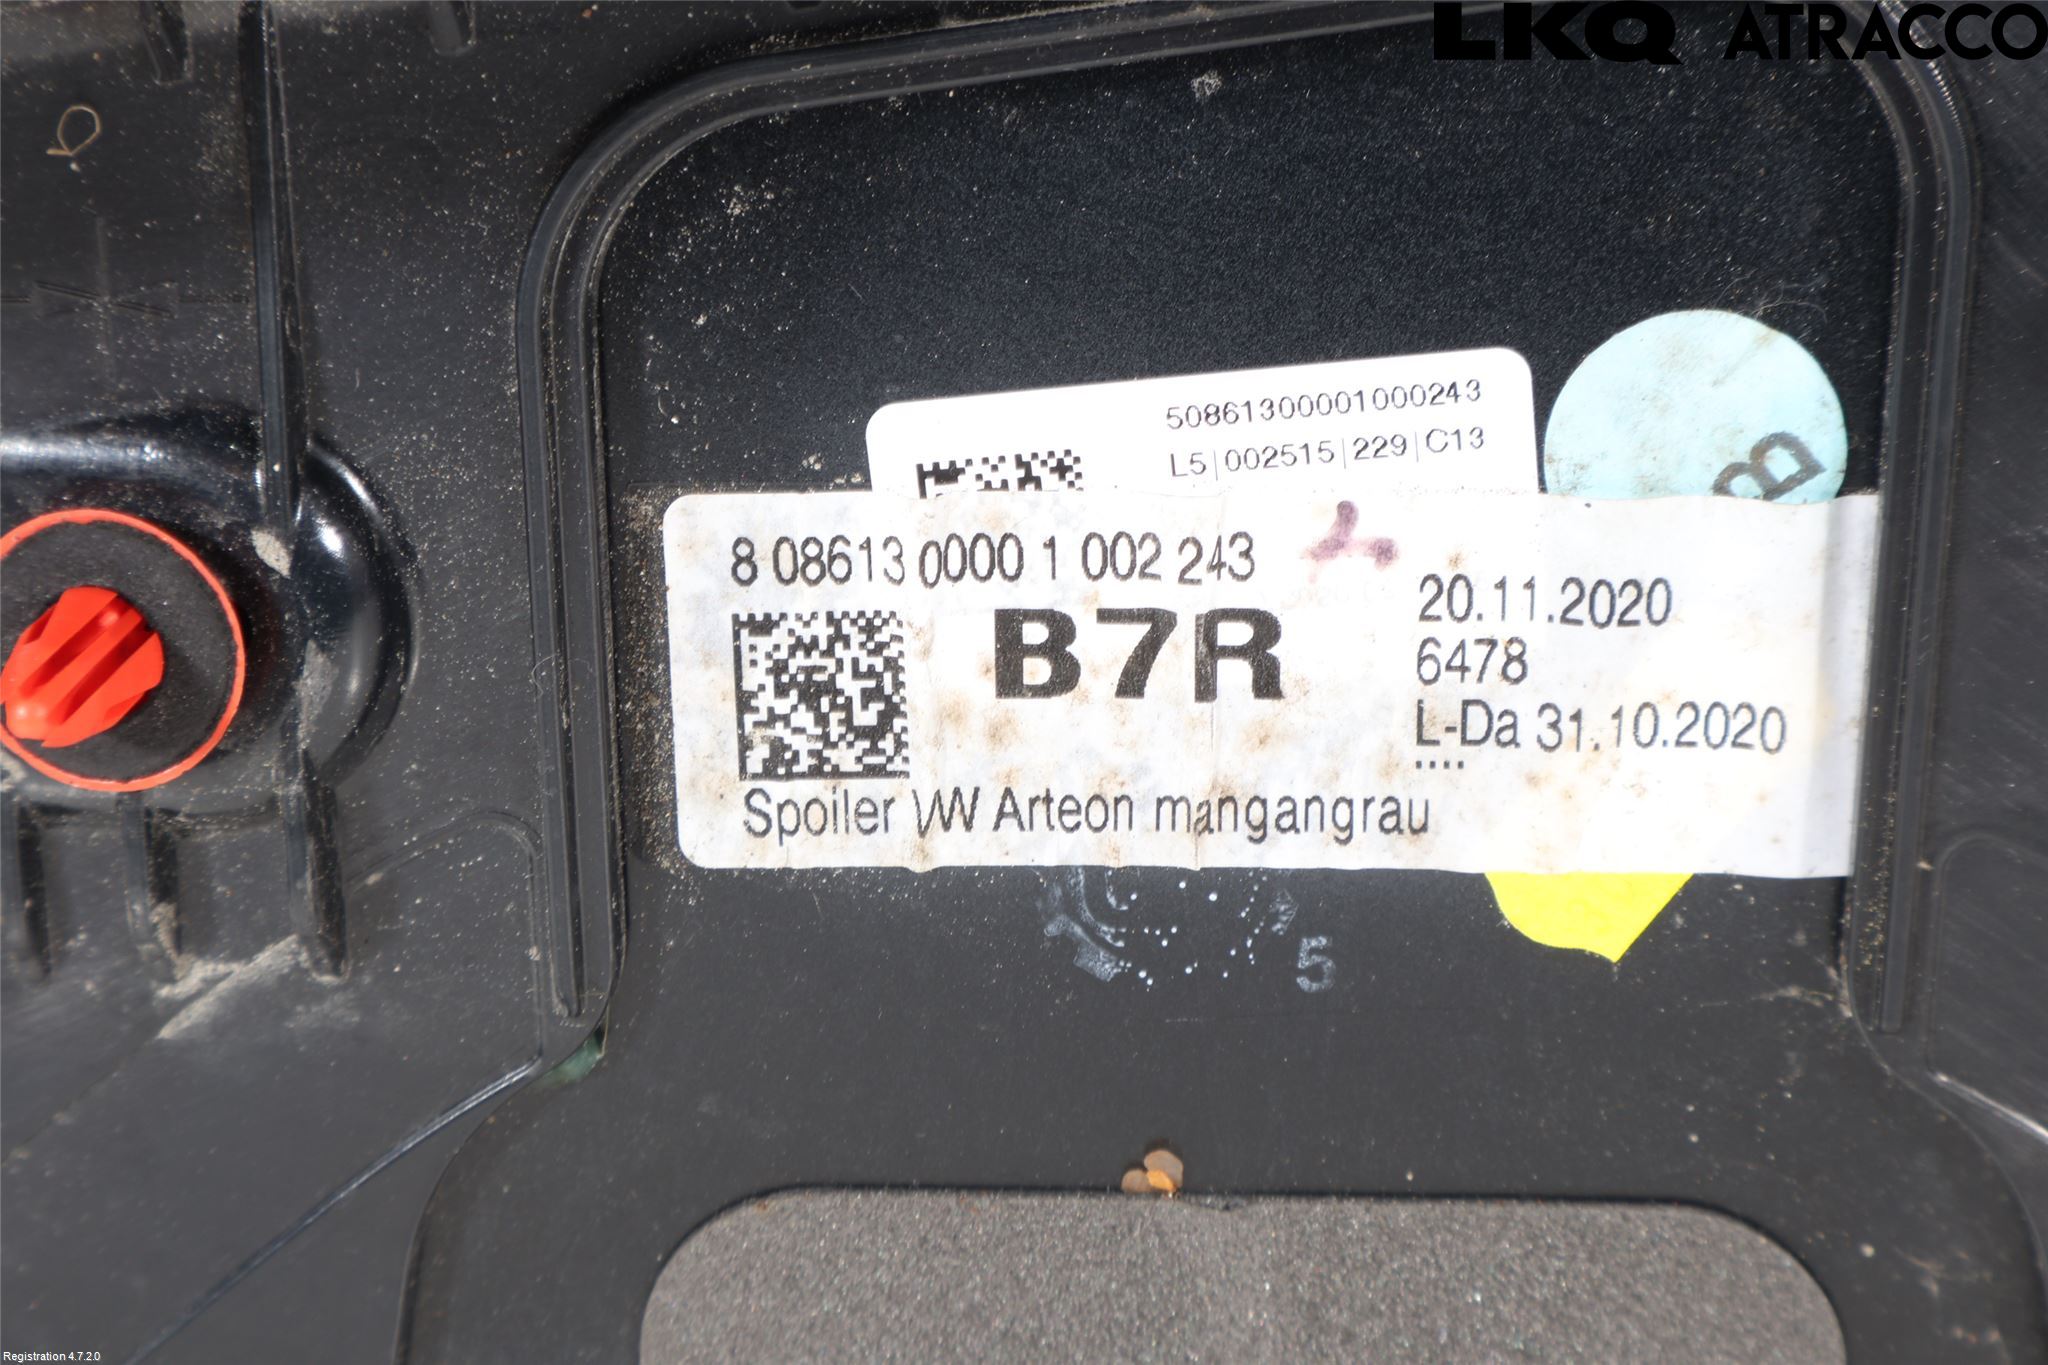 LKQ ATRACCO
50861300001000243
L5|002515|229|C13
B
8 08613 0000 1 002 243
B7R
20.11.2020
6478
L-Da 31.10.2020
Spoiler VW Arteon mangangrau
5
Registration 4.7.2.0